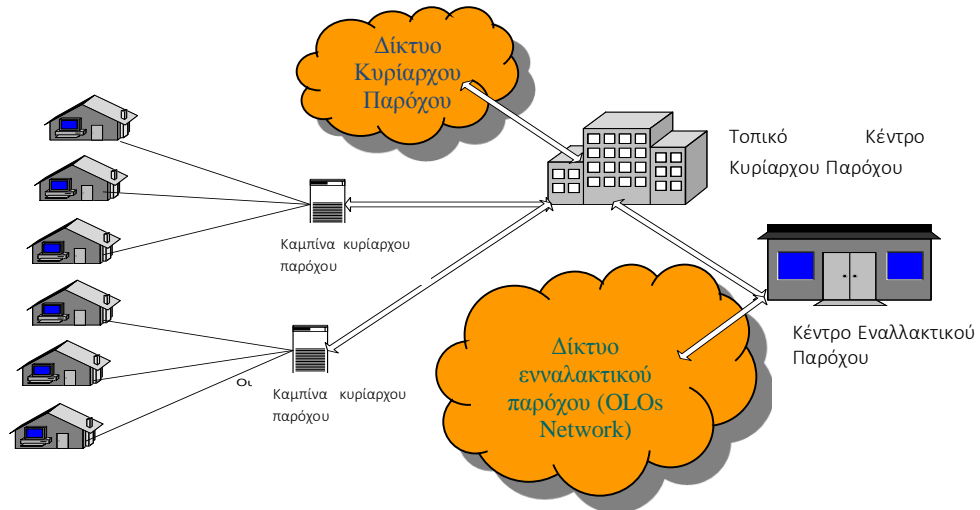 Δίκτυο
Κυρίαρχου
Παρόχου
Τοπικό Κέντρο
Κυρίαρχου Παρόχου
Καμπίνα κυρίαρχου
παρόχου
Κέντρο Εναλλακτικού
Παρόχου
Δίκτυο
ενναλακτικού
παρόχου (OLOs
Network)
Οι
Καμπίνα κυρίαρχου
παρόχου